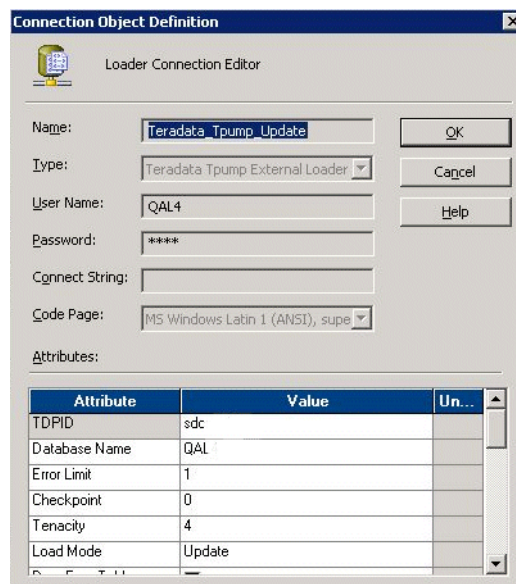 Connection Object Definition
Loader Connection Editor
Name: Teradata_Tpump_Update
OK
Type: Teradata Tpump External Loader
Cancel
User Name: QAL4
Help
Password: ****
Connect String:
Code Page: MS Windows Latin 1 (ANSI), supe
Attributes:
Attribute Value Un...
TDPID sdc
Database Name QAL
Error Limit 1
Checkpoint 0
Tenacity 4
Load Mode Update